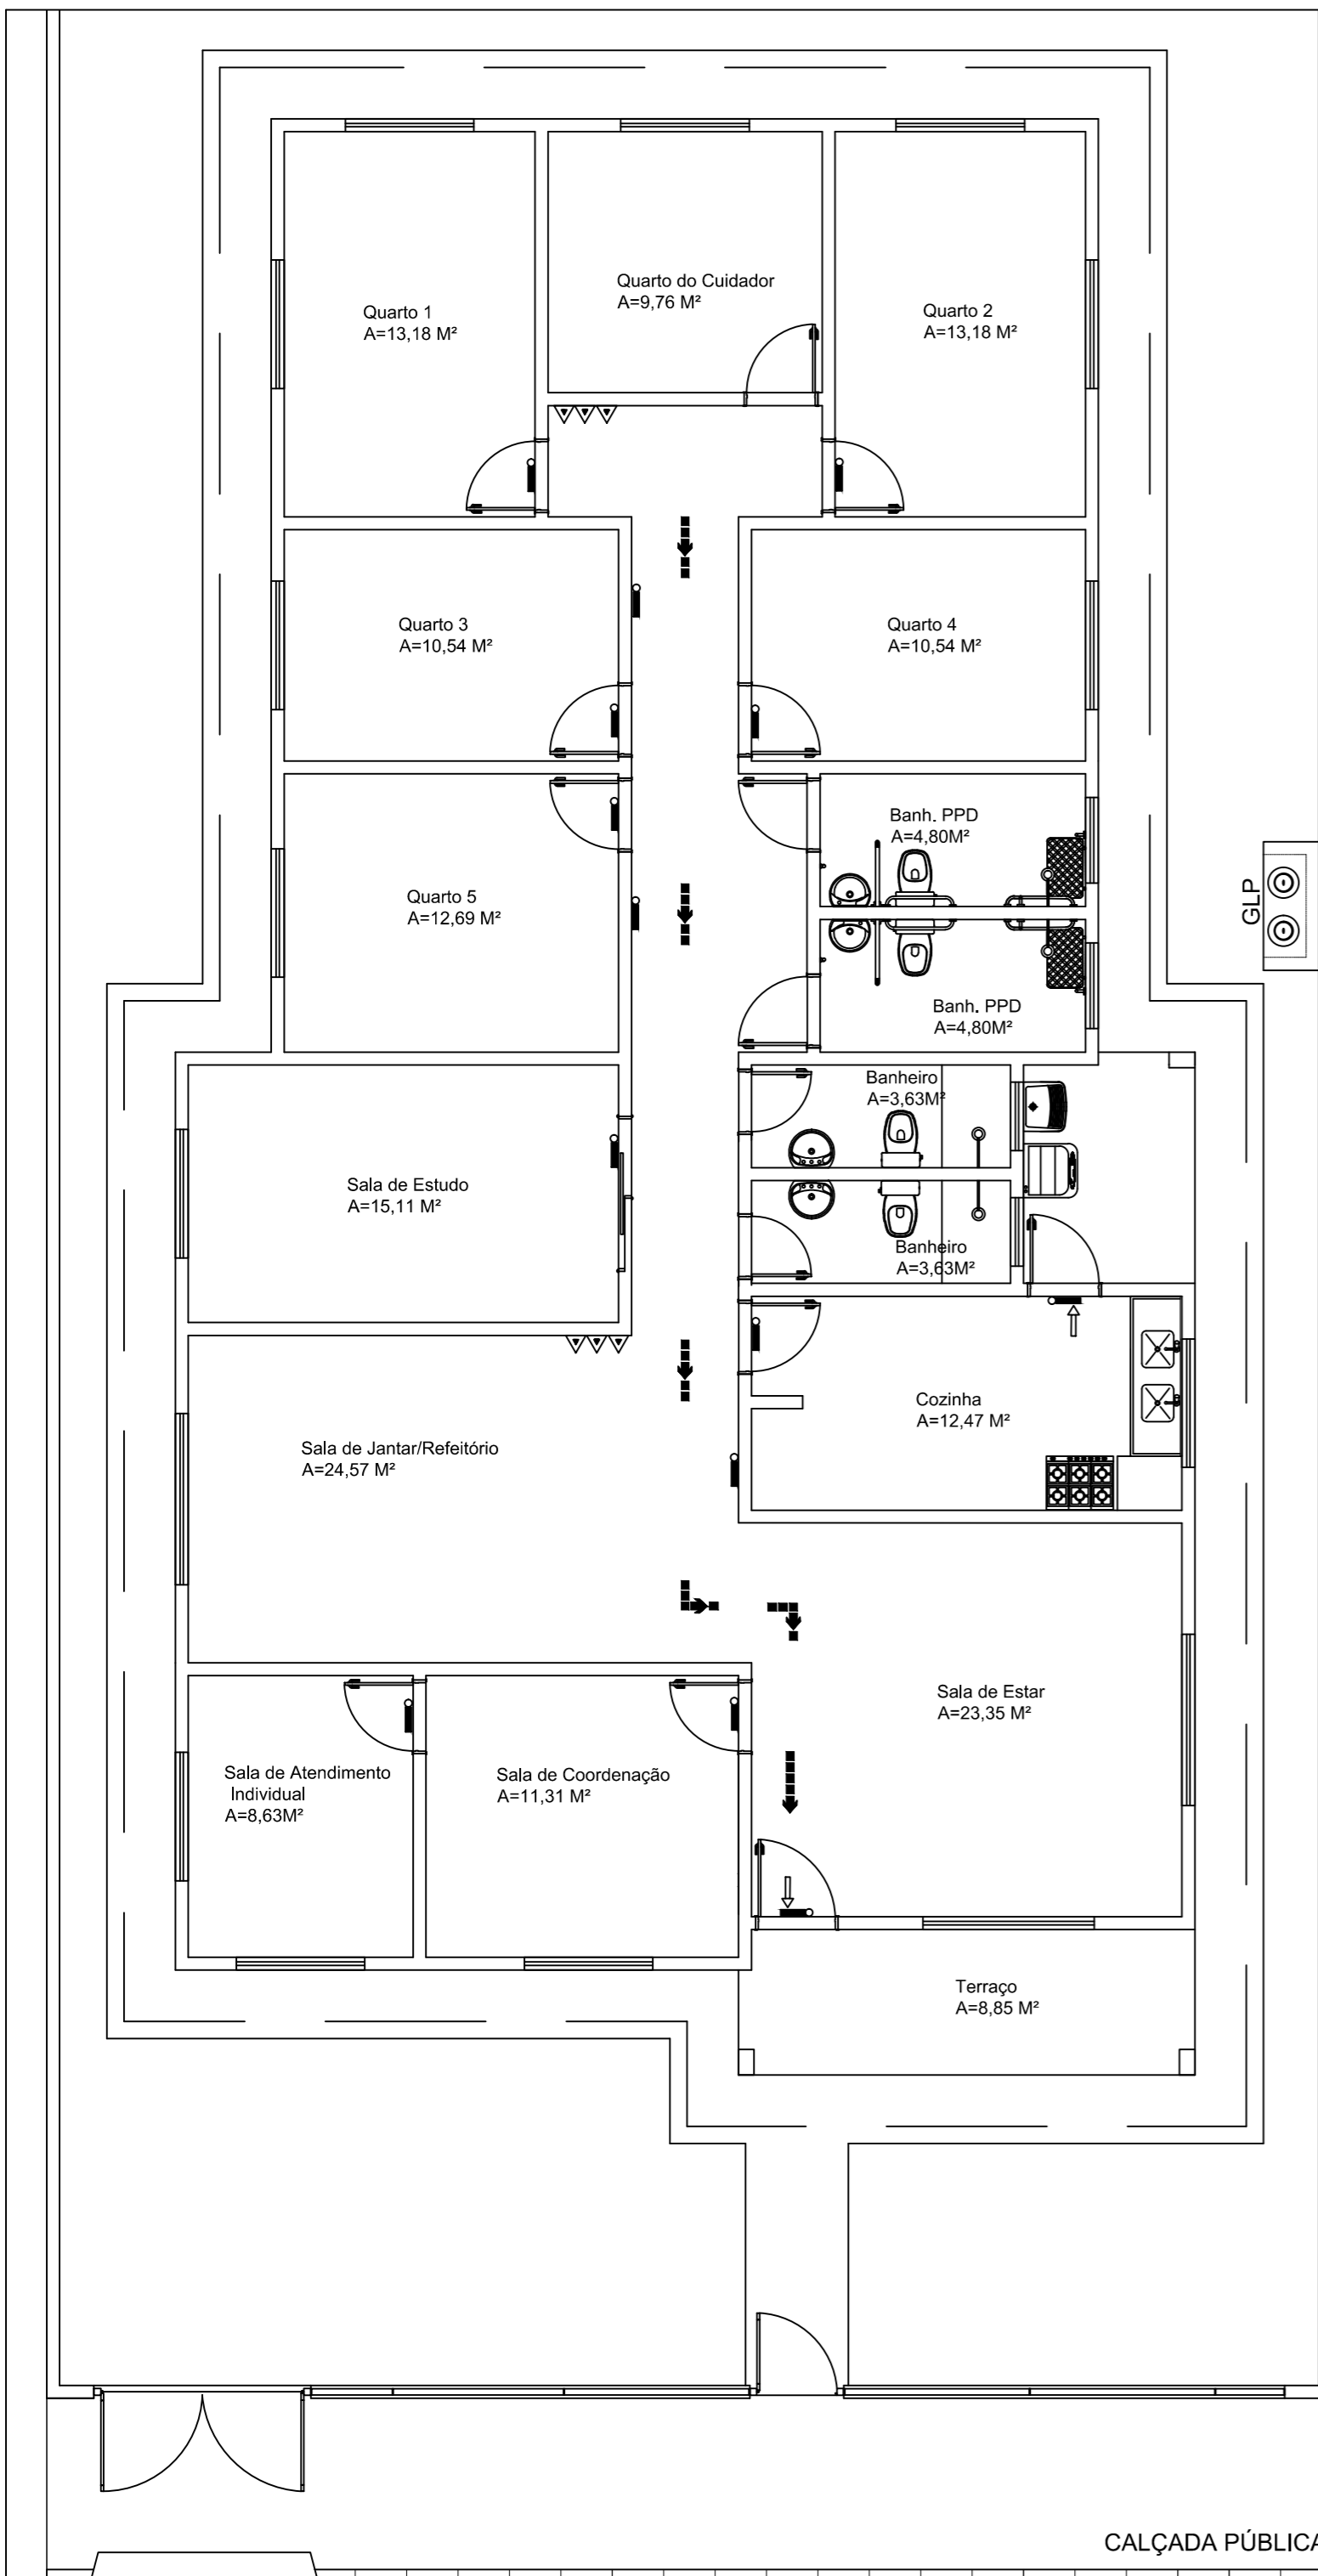 Quarto do Cuidador
A=9,76 M²
Quarto 1
A=13,18 M²
Quarto 2
A=13,18 M²
Quarto 3
A=10,54 M²
Quarto 4
A=10,54 M²
Banh. PPD
A=4,80M²
Quarto 5
A=12,69 M²
GLP
Banh. PPD
A=4,80M²
Banheiro
A=3,63M²
Sala de Estudo
A=15,11 M²
Banheiro
A=3,63M²
Cozinha
A=12,47 M²
Sala de Jantar/Refeitório
A=24,57 M²
Sala de Estar
A=23,35 M²
Sala de Atendimento
Individual
A=8,63M²
Sala de Coordenação
A=11,31 M²
Terraço
A=8,85 M²
CALÇADA PÚBLICA